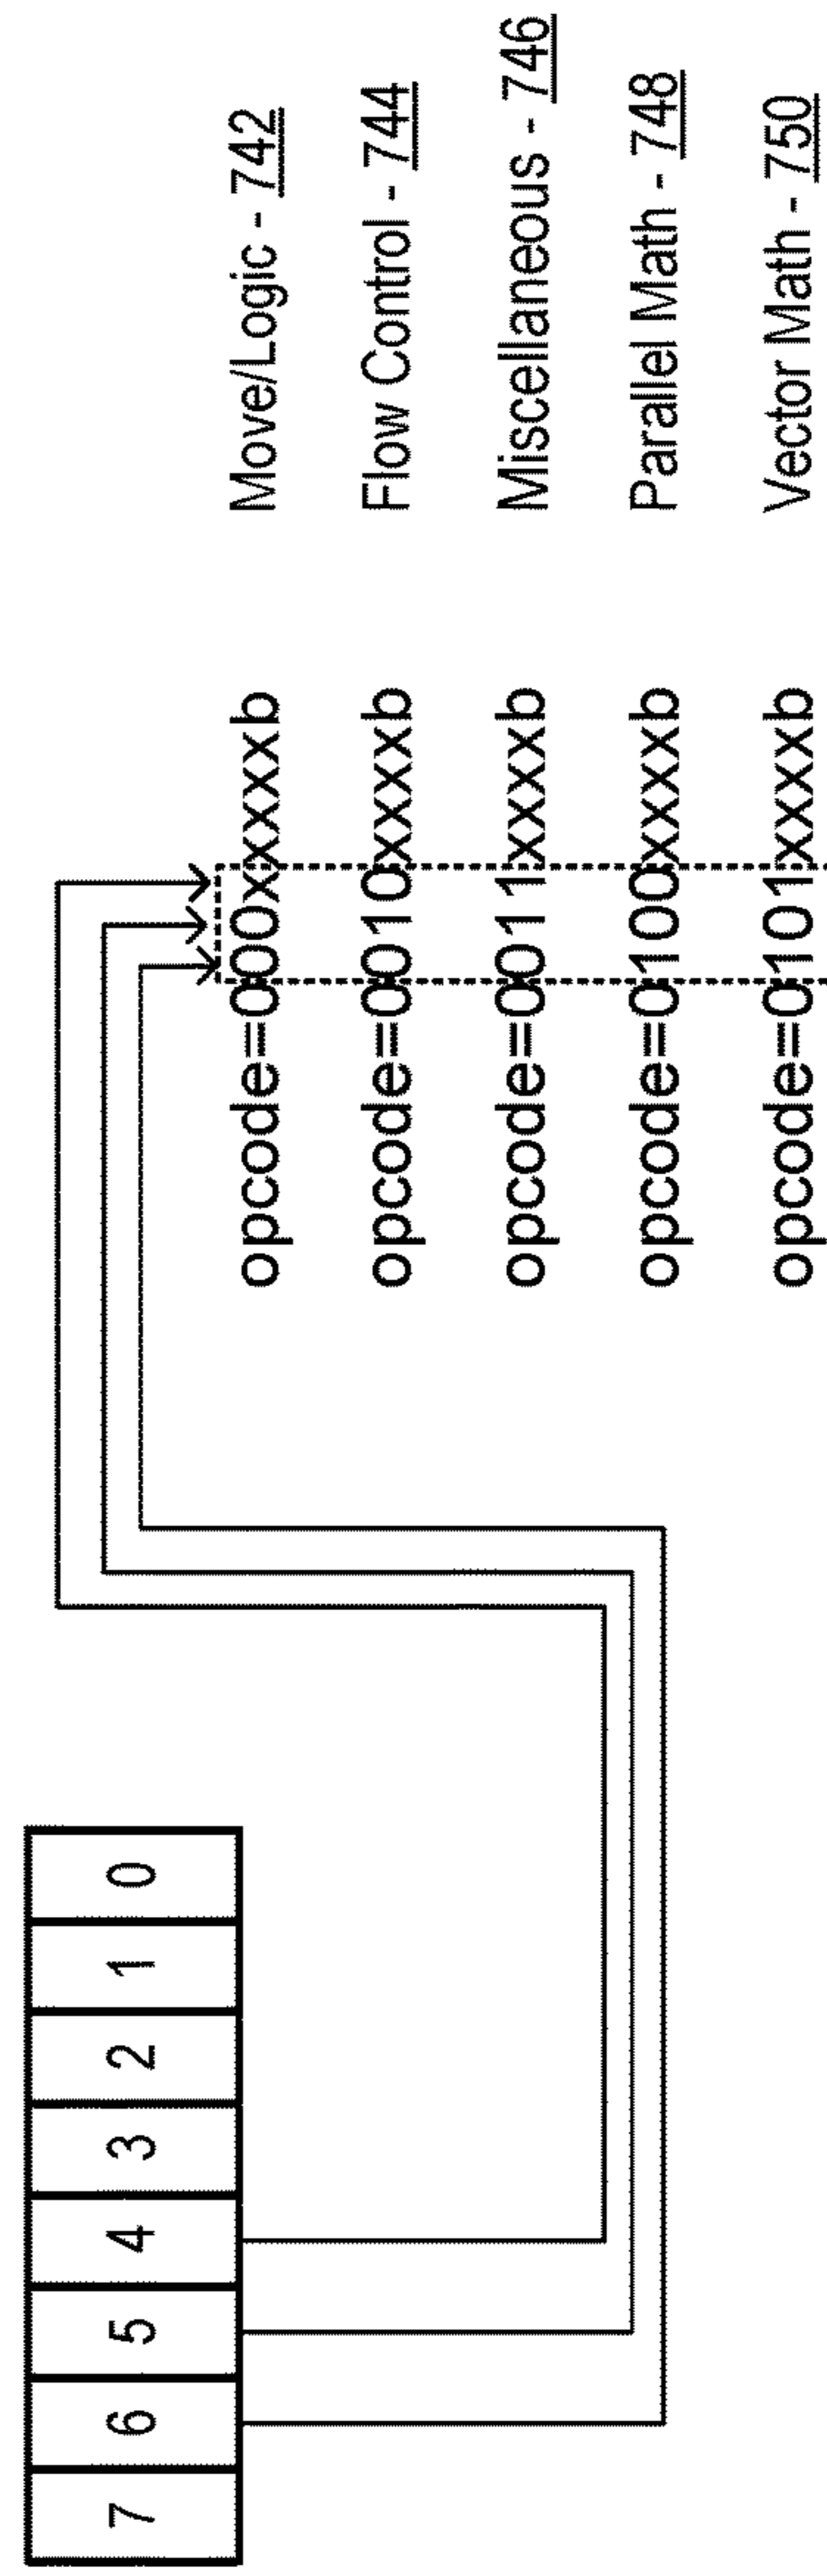 7 6 5 4 3 2 1 0
opcode=000xxxxxb Move/Logic - 742
opcode=0010xxxxb Flow Control - 744
opcode=0011xxxxb Miscellaneous - 746
opcode=0100xxxxb Parallel Math - 748
opcode=0101xxxxb Vector Math - 750